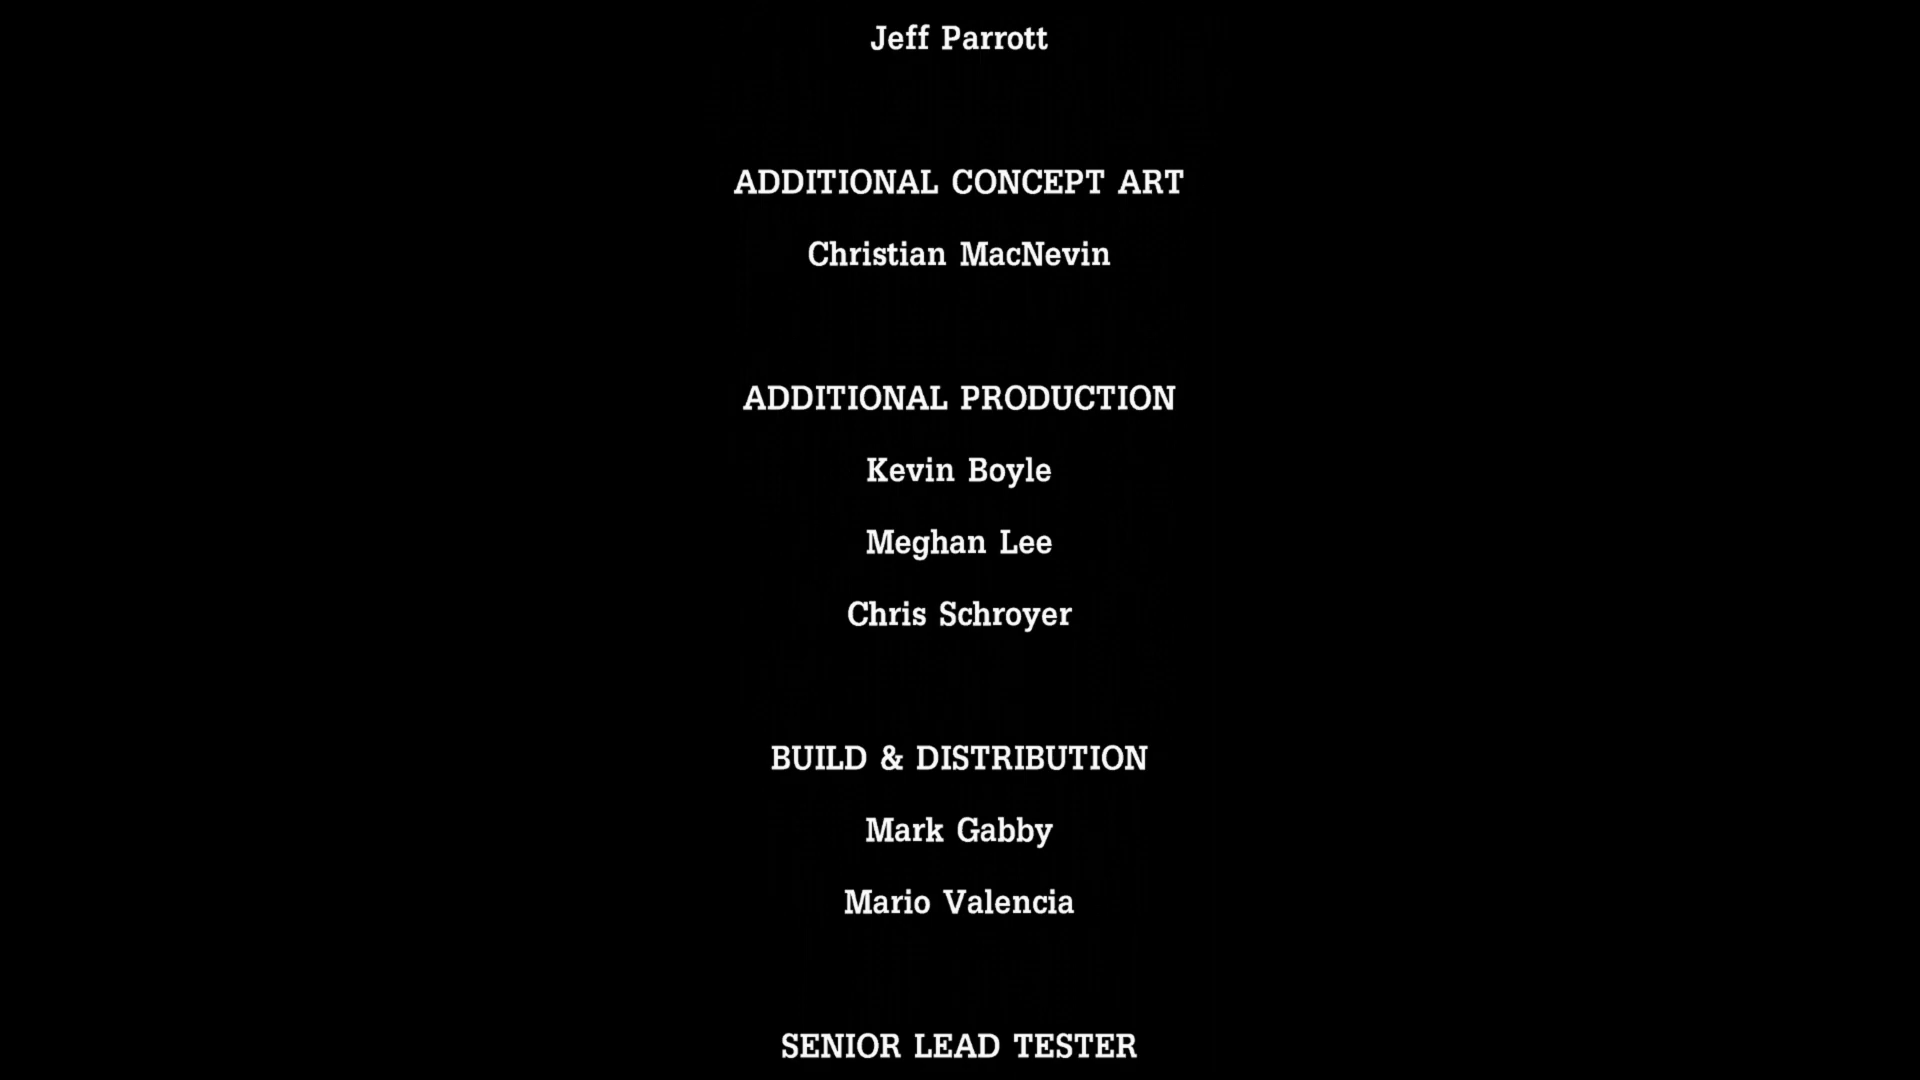 Jeff Parrott
ADDITIONAL CONCEPT ART
Christian MacNevin
ADDITIONAL PRODUCTION
Kevin Boyle
Meghan Lee
Chris Schroyer
BUILD & DISTRIBUTION
Mark Gabby
Mario Valencia
SENIOR LEAD TESTER